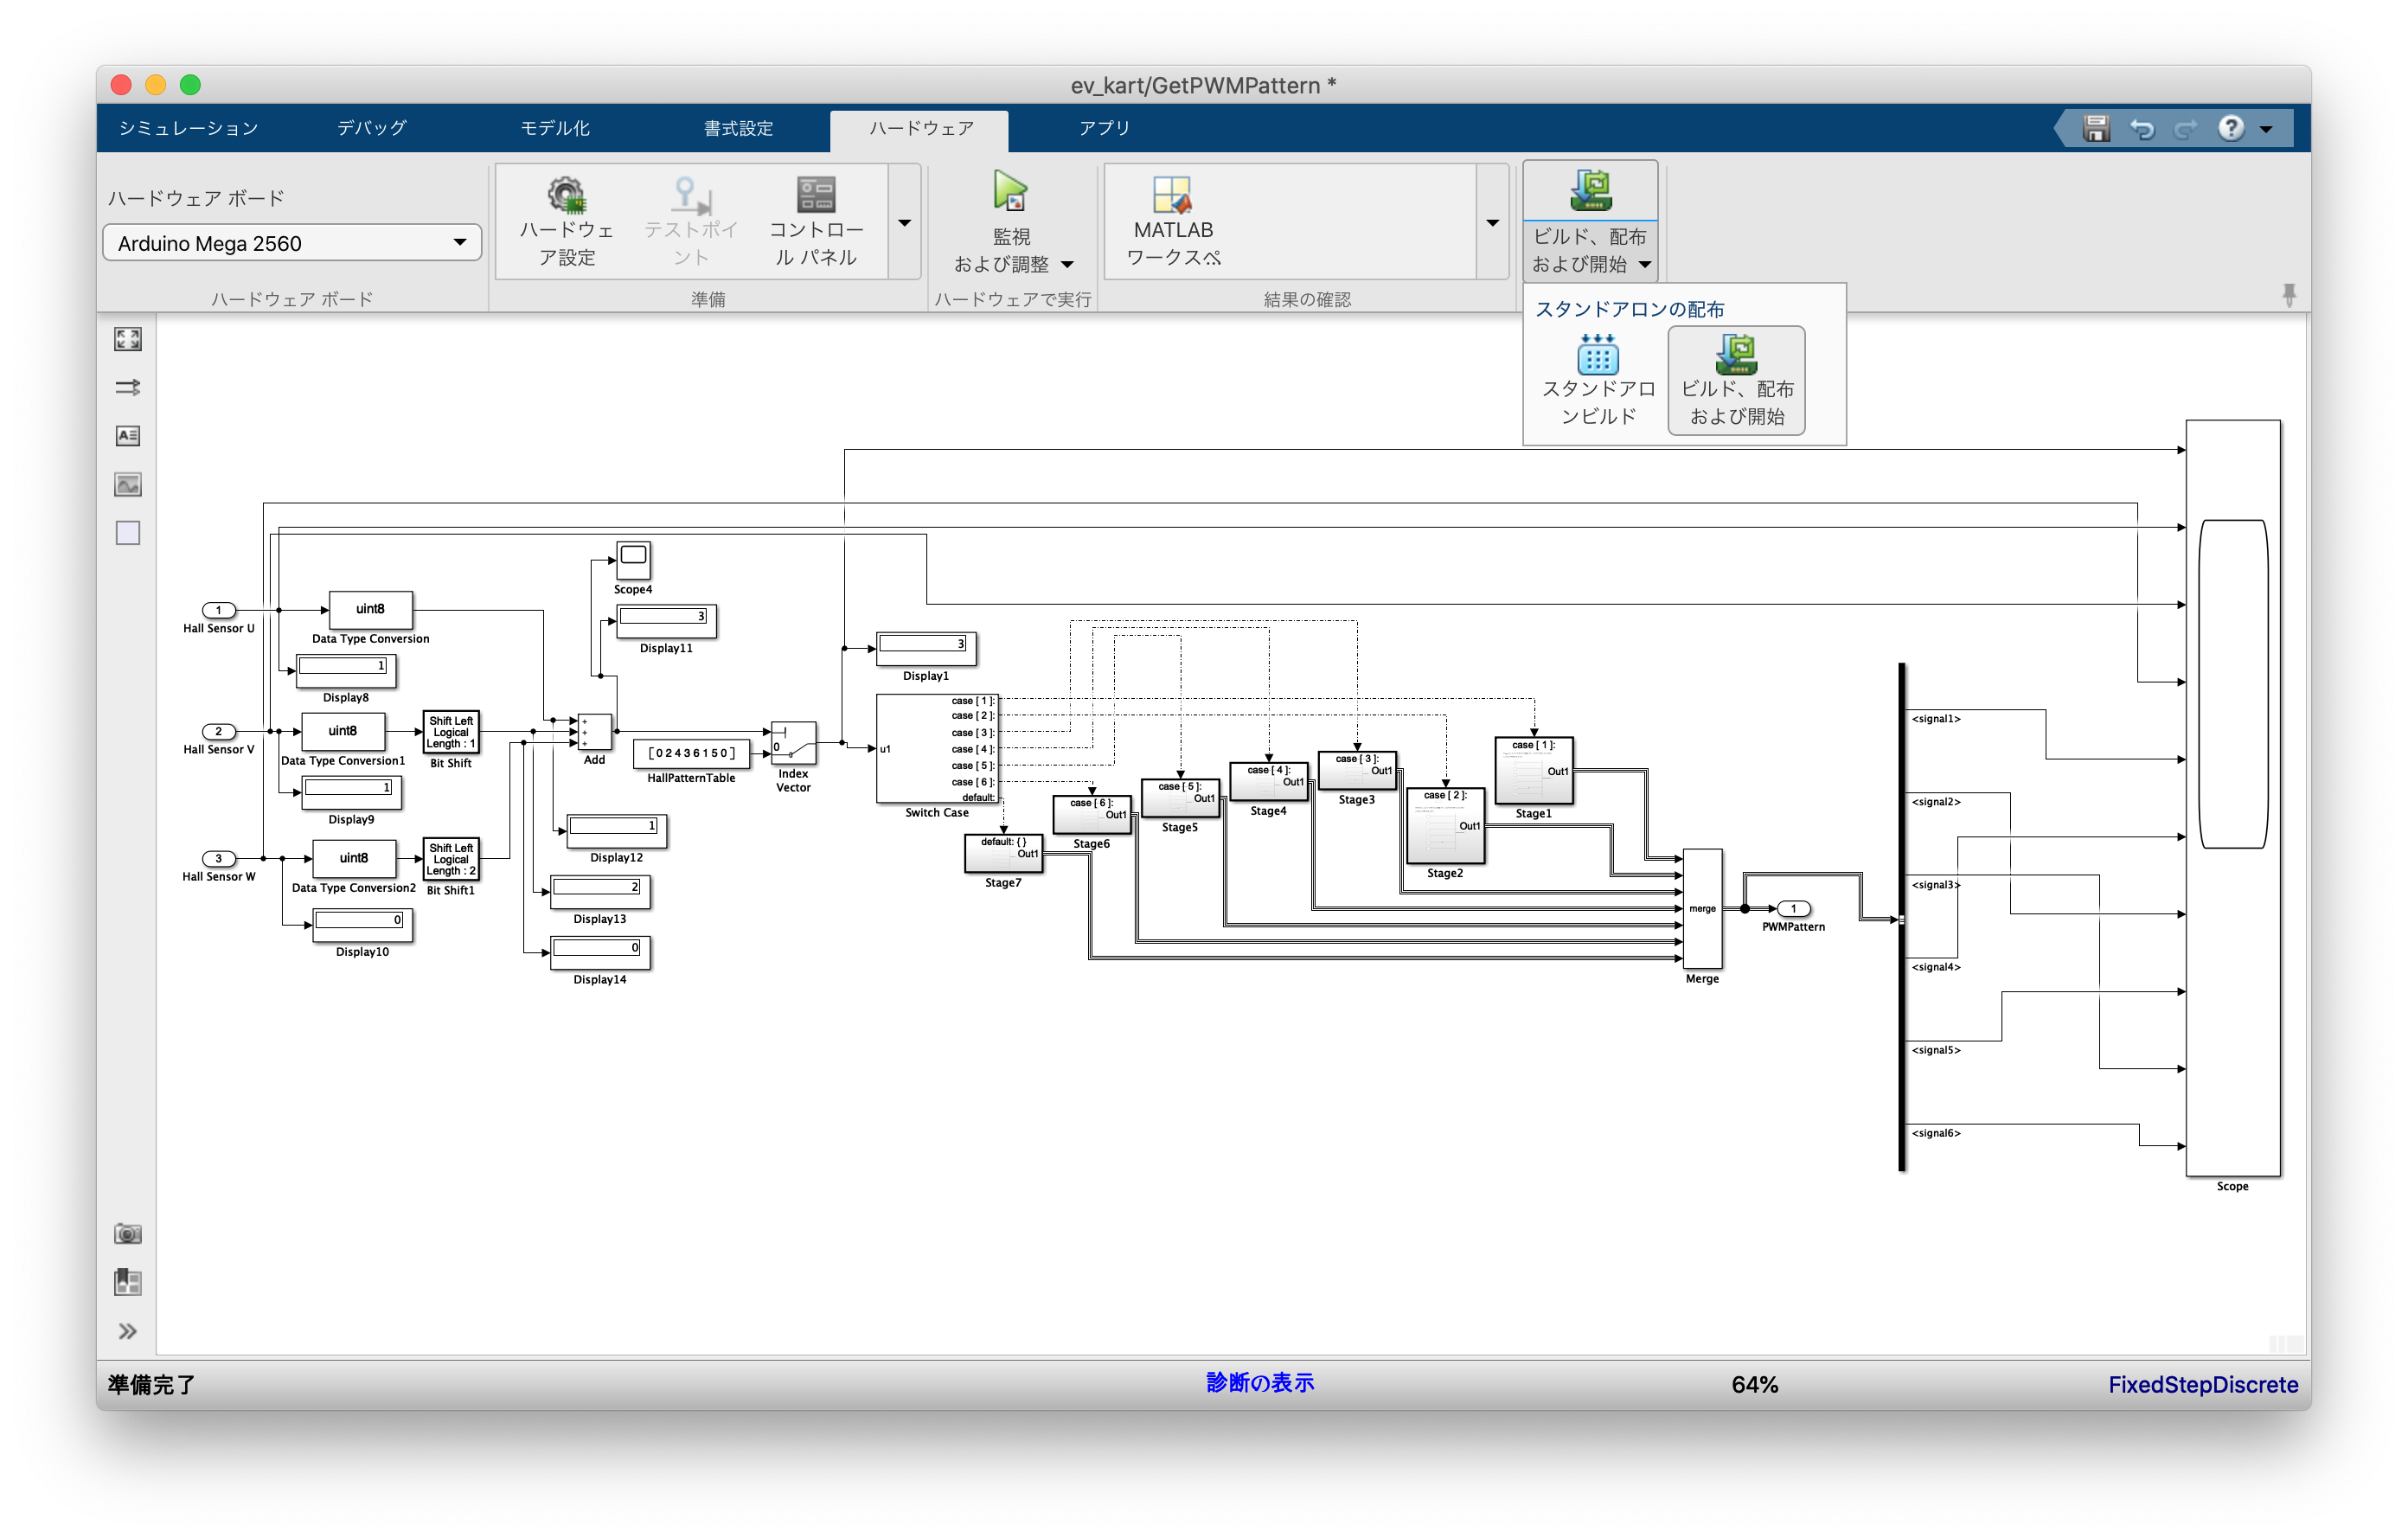 ev_kart/GetPWMPattern *
シミュレーション
デバッグ
モデル化
書式設定
ハードウェア
アプリ
ハードウェア ボード
Arduino Mega 2560
ハードウェア ボード
ハードウェ
ア設定
テストポイ
ント
コントロー
ル パネル
準備
監視
および調整
ハードウェアで実行
MATLAB
ワークスペ
結果の確認
ビルド、配布
および開始
スタンドアロンの配布
スタンドアロ
ンビルド
ビルド、配布
および開始
1
Hall Sensor U
uint8
Data Type Conversion
1
Display8
2
Hall Sensor V
uint8
Data Type Conversion1
Shift Left
Logical
Length : 1
Bit Shift
1
Display9
3
Hall Sensor W
uint8
Data Type Conversion2
Shift Left
Logical
Length : 2
Bit Shift1
0
Display10
Scope4
3
Display11
+
+
+
Add
[0 2 4 3 6 1 5 0]
HallPatternTable
0
Index
Vector
1
Display12
2
Display13
0
Display14
3
Display1
u1
case [ 1 ]:
case [ 2 ]:
case [ 3 ]:
case [ 4 ]:
case [ 5 ]:
case [ 6 ]:
default:
Switch Case
default: { }
Out1
Stage7
case [ 6 ]:
Out1
Stage6
case [ 5 ]:
Out1
Stage5
case [ 4 ]:
Out1
Stage4
case [ 3 ]:
Out1
Stage3
case [ 2 ]:
Out1
Stage2
case [ 1 ]:
Out1
Stage1
merge
Merge
1
PWMPattern
<signal1>
<signal2>
<signal3>
<signal4>
<signal5>
<signal6>
Scope
準備完了
診断の表示
64%
FixedStepDiscrete